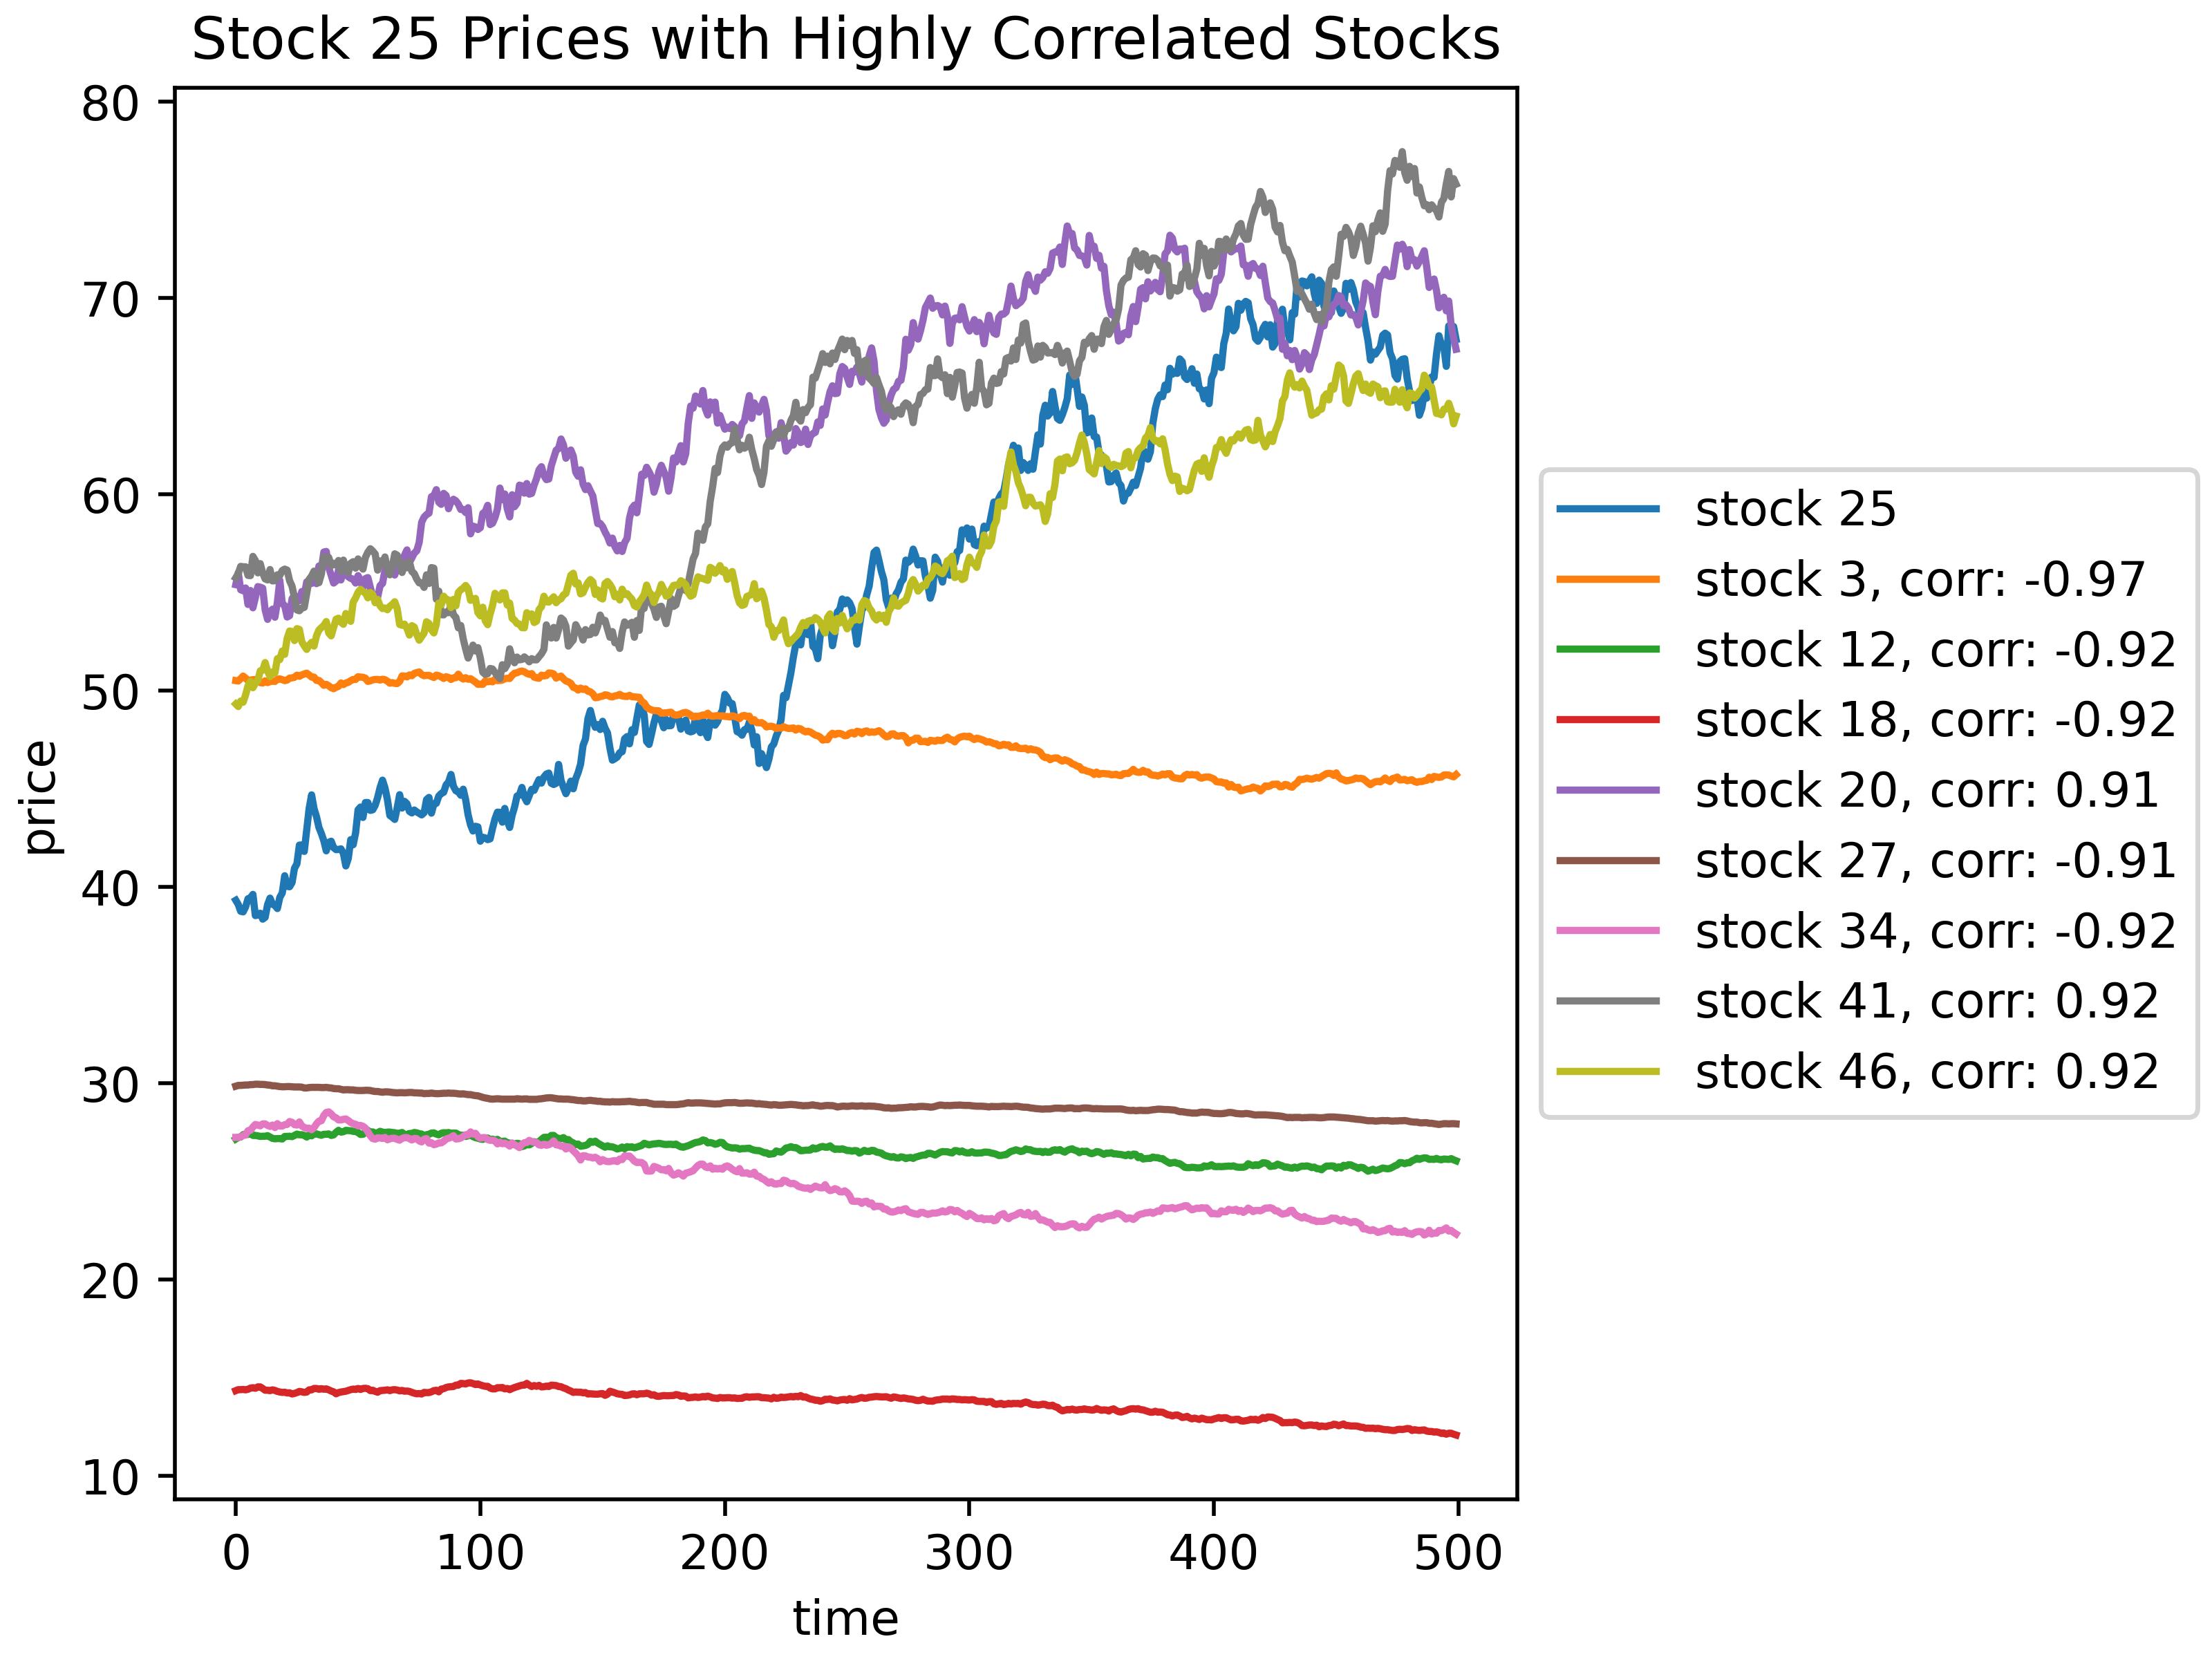 Stock 25 Prices with Highly Correlated Stocks
80
70
60
50
40
30
20
10
price
0 100 200 300 400 500
time
stock 25
stock 3, corr: -0.97
stock 12, corr: -0.92
stock 18, corr: -0.92
stock 20, corr: 0.91
stock 27, corr: -0.91
stock 34, corr: -0.92
stock 41, corr: 0.92
stock 46, corr: 0.92